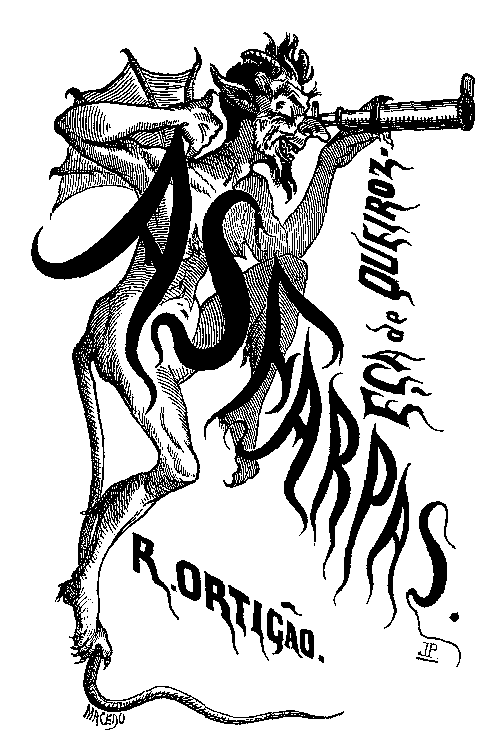 AS
FARPAS.
EÇA de QUEIROZ.
R. ORTIGÃO.
JP
MACEDO